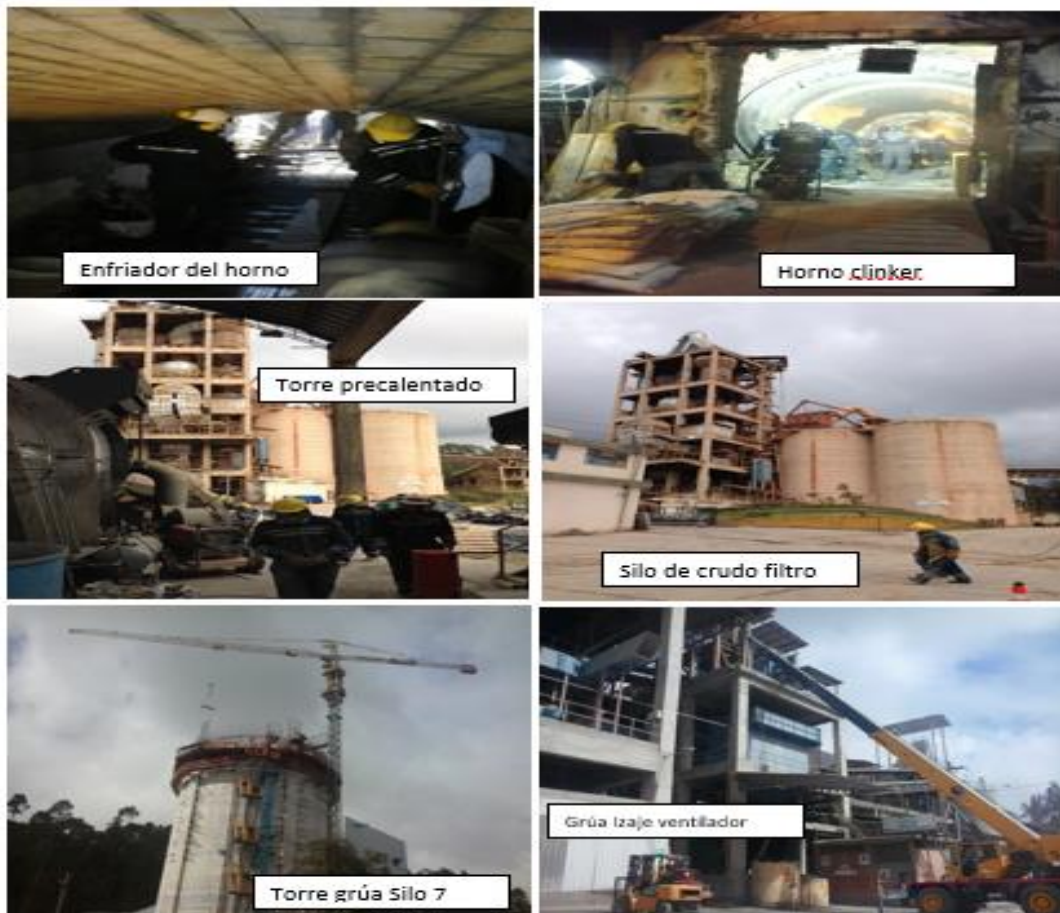 Enfriador del horno
Horno clinker
Torre precalentado
Silo de crudo filtro
Torre grúa Silo 7
Grúa Izaje ventilador